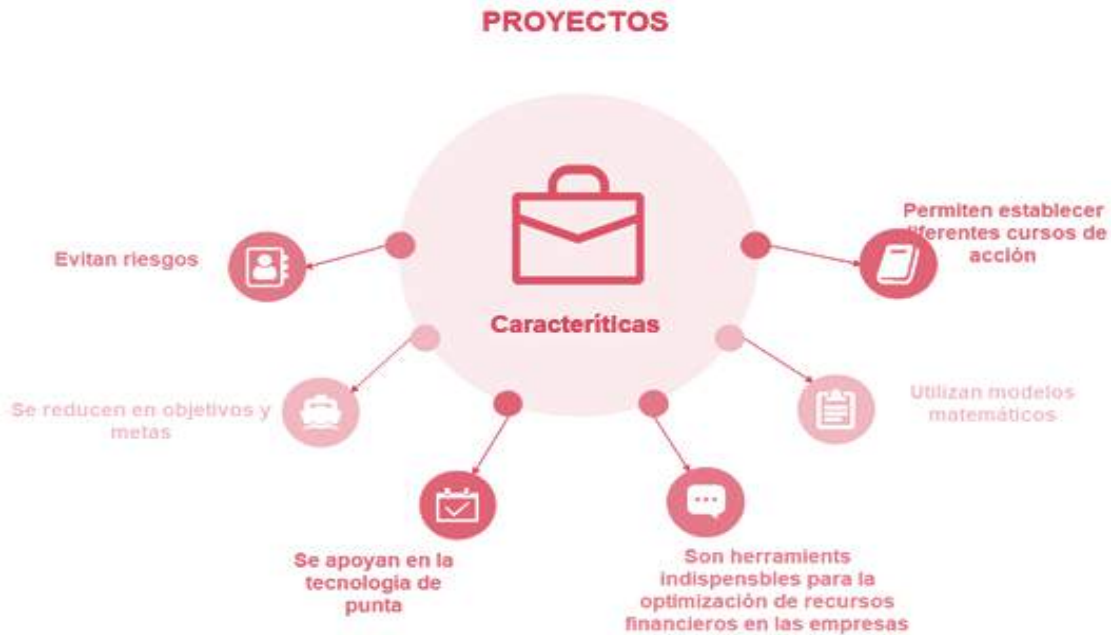 PROYECTOS
Caracteríticas
Evitan riesgos
Se reducen en objetivos y
metas
Se apoyan en la
tecnologia de
punta
Son herramients
indispensbles para la
optimización de recursos
financieros en las empresas
Utilizan modelos
matemáticos
Permiten establecer
diferentes cursos de
acción